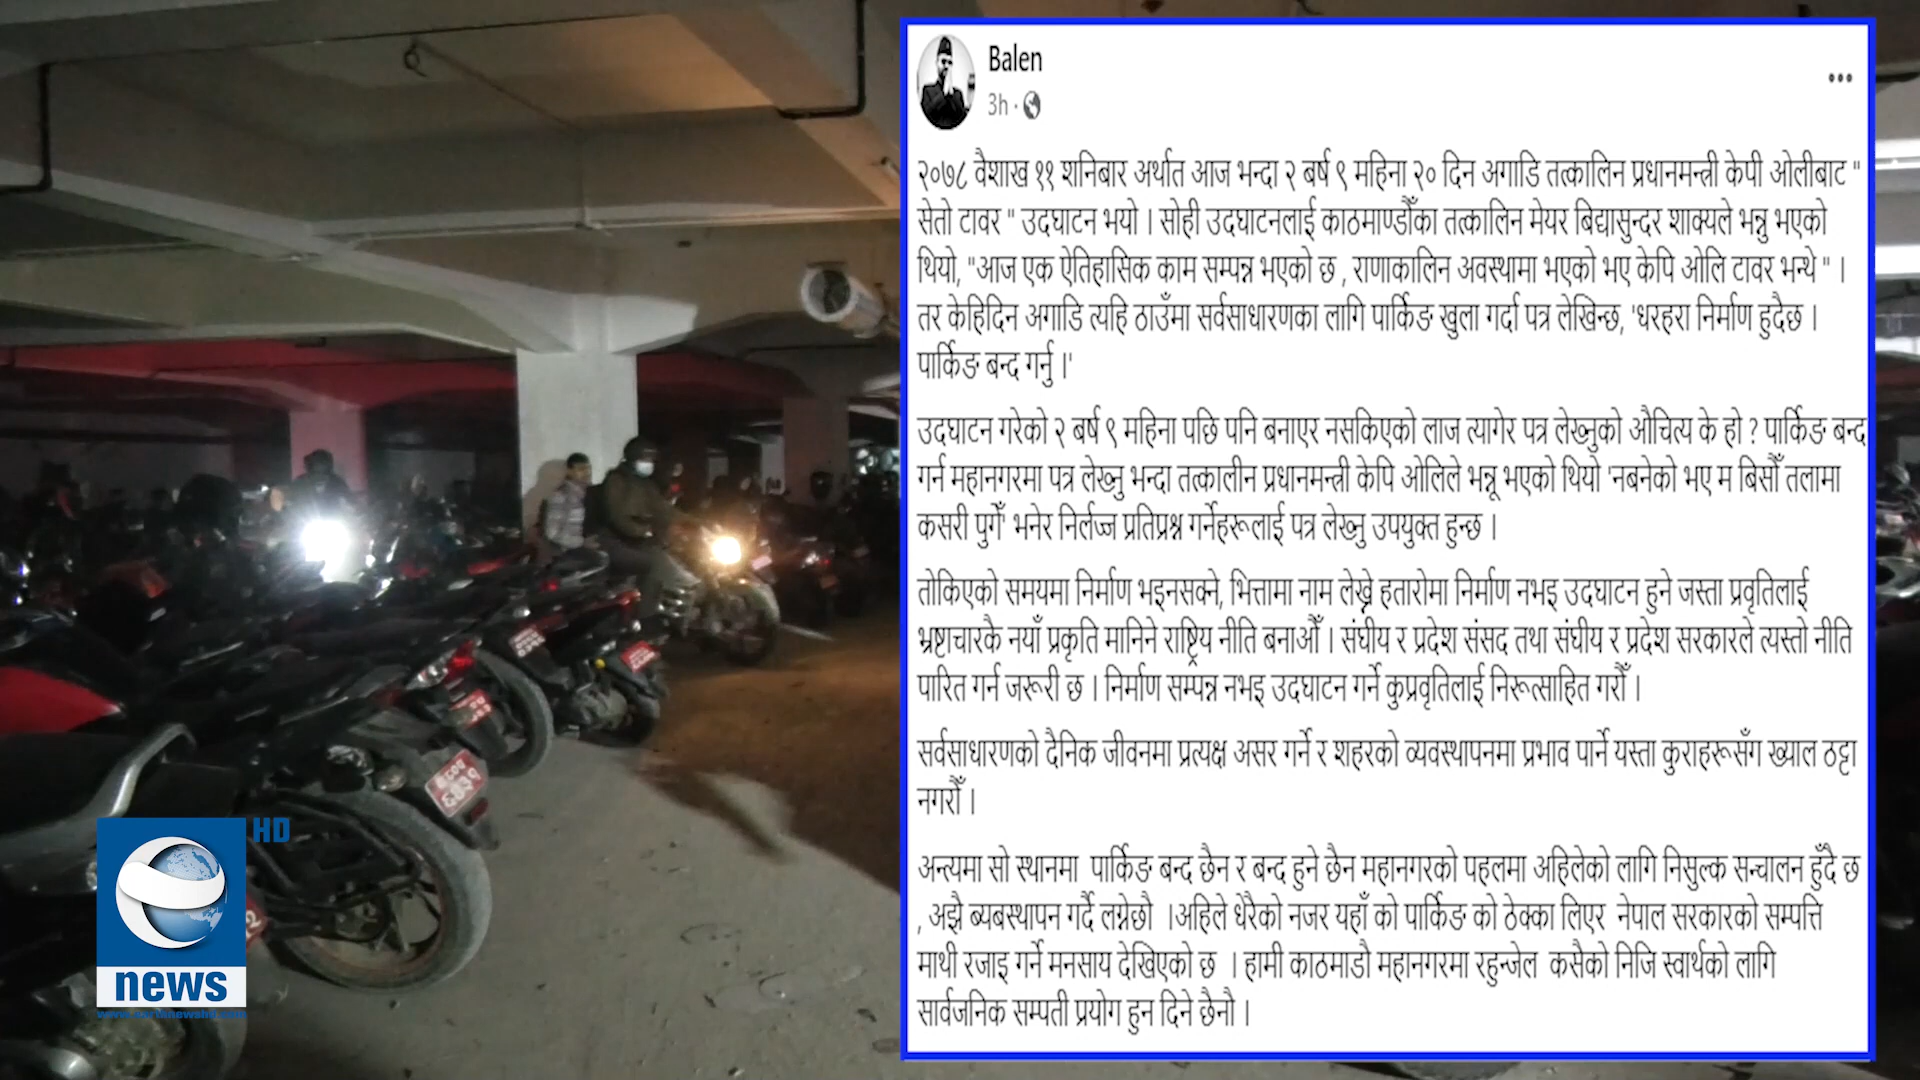 Balen
3h ·
२०७८ वैशाख ११ शनिबार अर्थात आज भन्दा २ बर्ष ९ महिना २० दिन अगाडि तत्कालिन प्रधानमन्त्री केपी ओलीबाट "
सेतो टावर " उदघाटन भयो । सोही उदघाटनलाई काठमाण्डौँका तत्कालिन मेयर बिद्यासुन्दर शाक्यले भन्नु भएको
थियो, "आज एक ऐतिहासिक काम सम्पन्न भएको छ , राणाकालिन अवस्थामा भएको भए केपि ओलि टावर भन्थे " ।
तर केहिदिन अगाडि त्यहि ठाउँमा सर्वसाधारणका लागि पार्किङ खुला गर्दा पत्र लेखिन्छ, 'धरहरा निर्माण हुदैछ ।
पार्किङ बन्द गर्नु ।'
उदघाटन गरेको २ बर्ष ९ महिना पछि पनि बनाएर नसकिएको लाज त्यागेर पत्र लेख्नुको औचित्य के हो ? पार्किङ बन्द
गर्न महानगरमा पत्र लेख्नु भन्दा तत्कालीन प्रधानमन्त्री केपि ओलिले भन्नू भएको थियो 'नबनेको भए म बिसौँ तलामा
कसरी पुगेँ' भनेर निर्लज्ज प्रतिप्रश्न गर्नेहरूलाई पत्र लेख्नु उपयुक्त हुन्छ ।
तोकिएको समयमा निर्माण भइनसक्ने, भित्तामा नाम लेख्ने हतारोमा निर्माण नभइ उदघाटन हुने जस्ता प्रवृतिलाई
भ्रष्टाचारकै नयाँ प्रकृति मानिने राष्ट्रिय नीति बनाऔँ । संघीय र प्रदेश संसद तथा संघीय र प्रदेश सरकारले त्यस्तो नीति
पारित गर्न जरूरी छ । निर्माण सम्पन्न नभइ उदघाटन गर्ने कुप्रवृतिलाई निरूत्साहित गरौँ ।
सर्वसाधारणको दैनिक जीवनमा प्रत्यक्ष असर गर्ने र शहरको व्यवस्थापनमा प्रभाव पार्ने यस्ता कुराहरूसँग ख्याल ठट्टा
नगरौँ ।
अन्त्यमा सो स्थानमा पार्किङ बन्द छैन र बन्द हुने छैन महानगरको पहलमा अहिलेको लागि निसुल्क सन्चालन हुँदै छ
, अझै ब्यबस्थापन गर्दै लग्नेछौ ।अहिले धेरैको नजर यहाँ को पार्किङ को ठेक्का लिएर नेपाल सरकारको सम्पत्ति
माथी रजाइ गर्ने मनसाय देखिएको छ । हामी काठमाडौ महानगरमा रहुन्जेल कसैको निजि स्वार्थको लागि
सार्वजनिक सम्पती प्रयोग हुन दिने छैनौ ।
HD
news